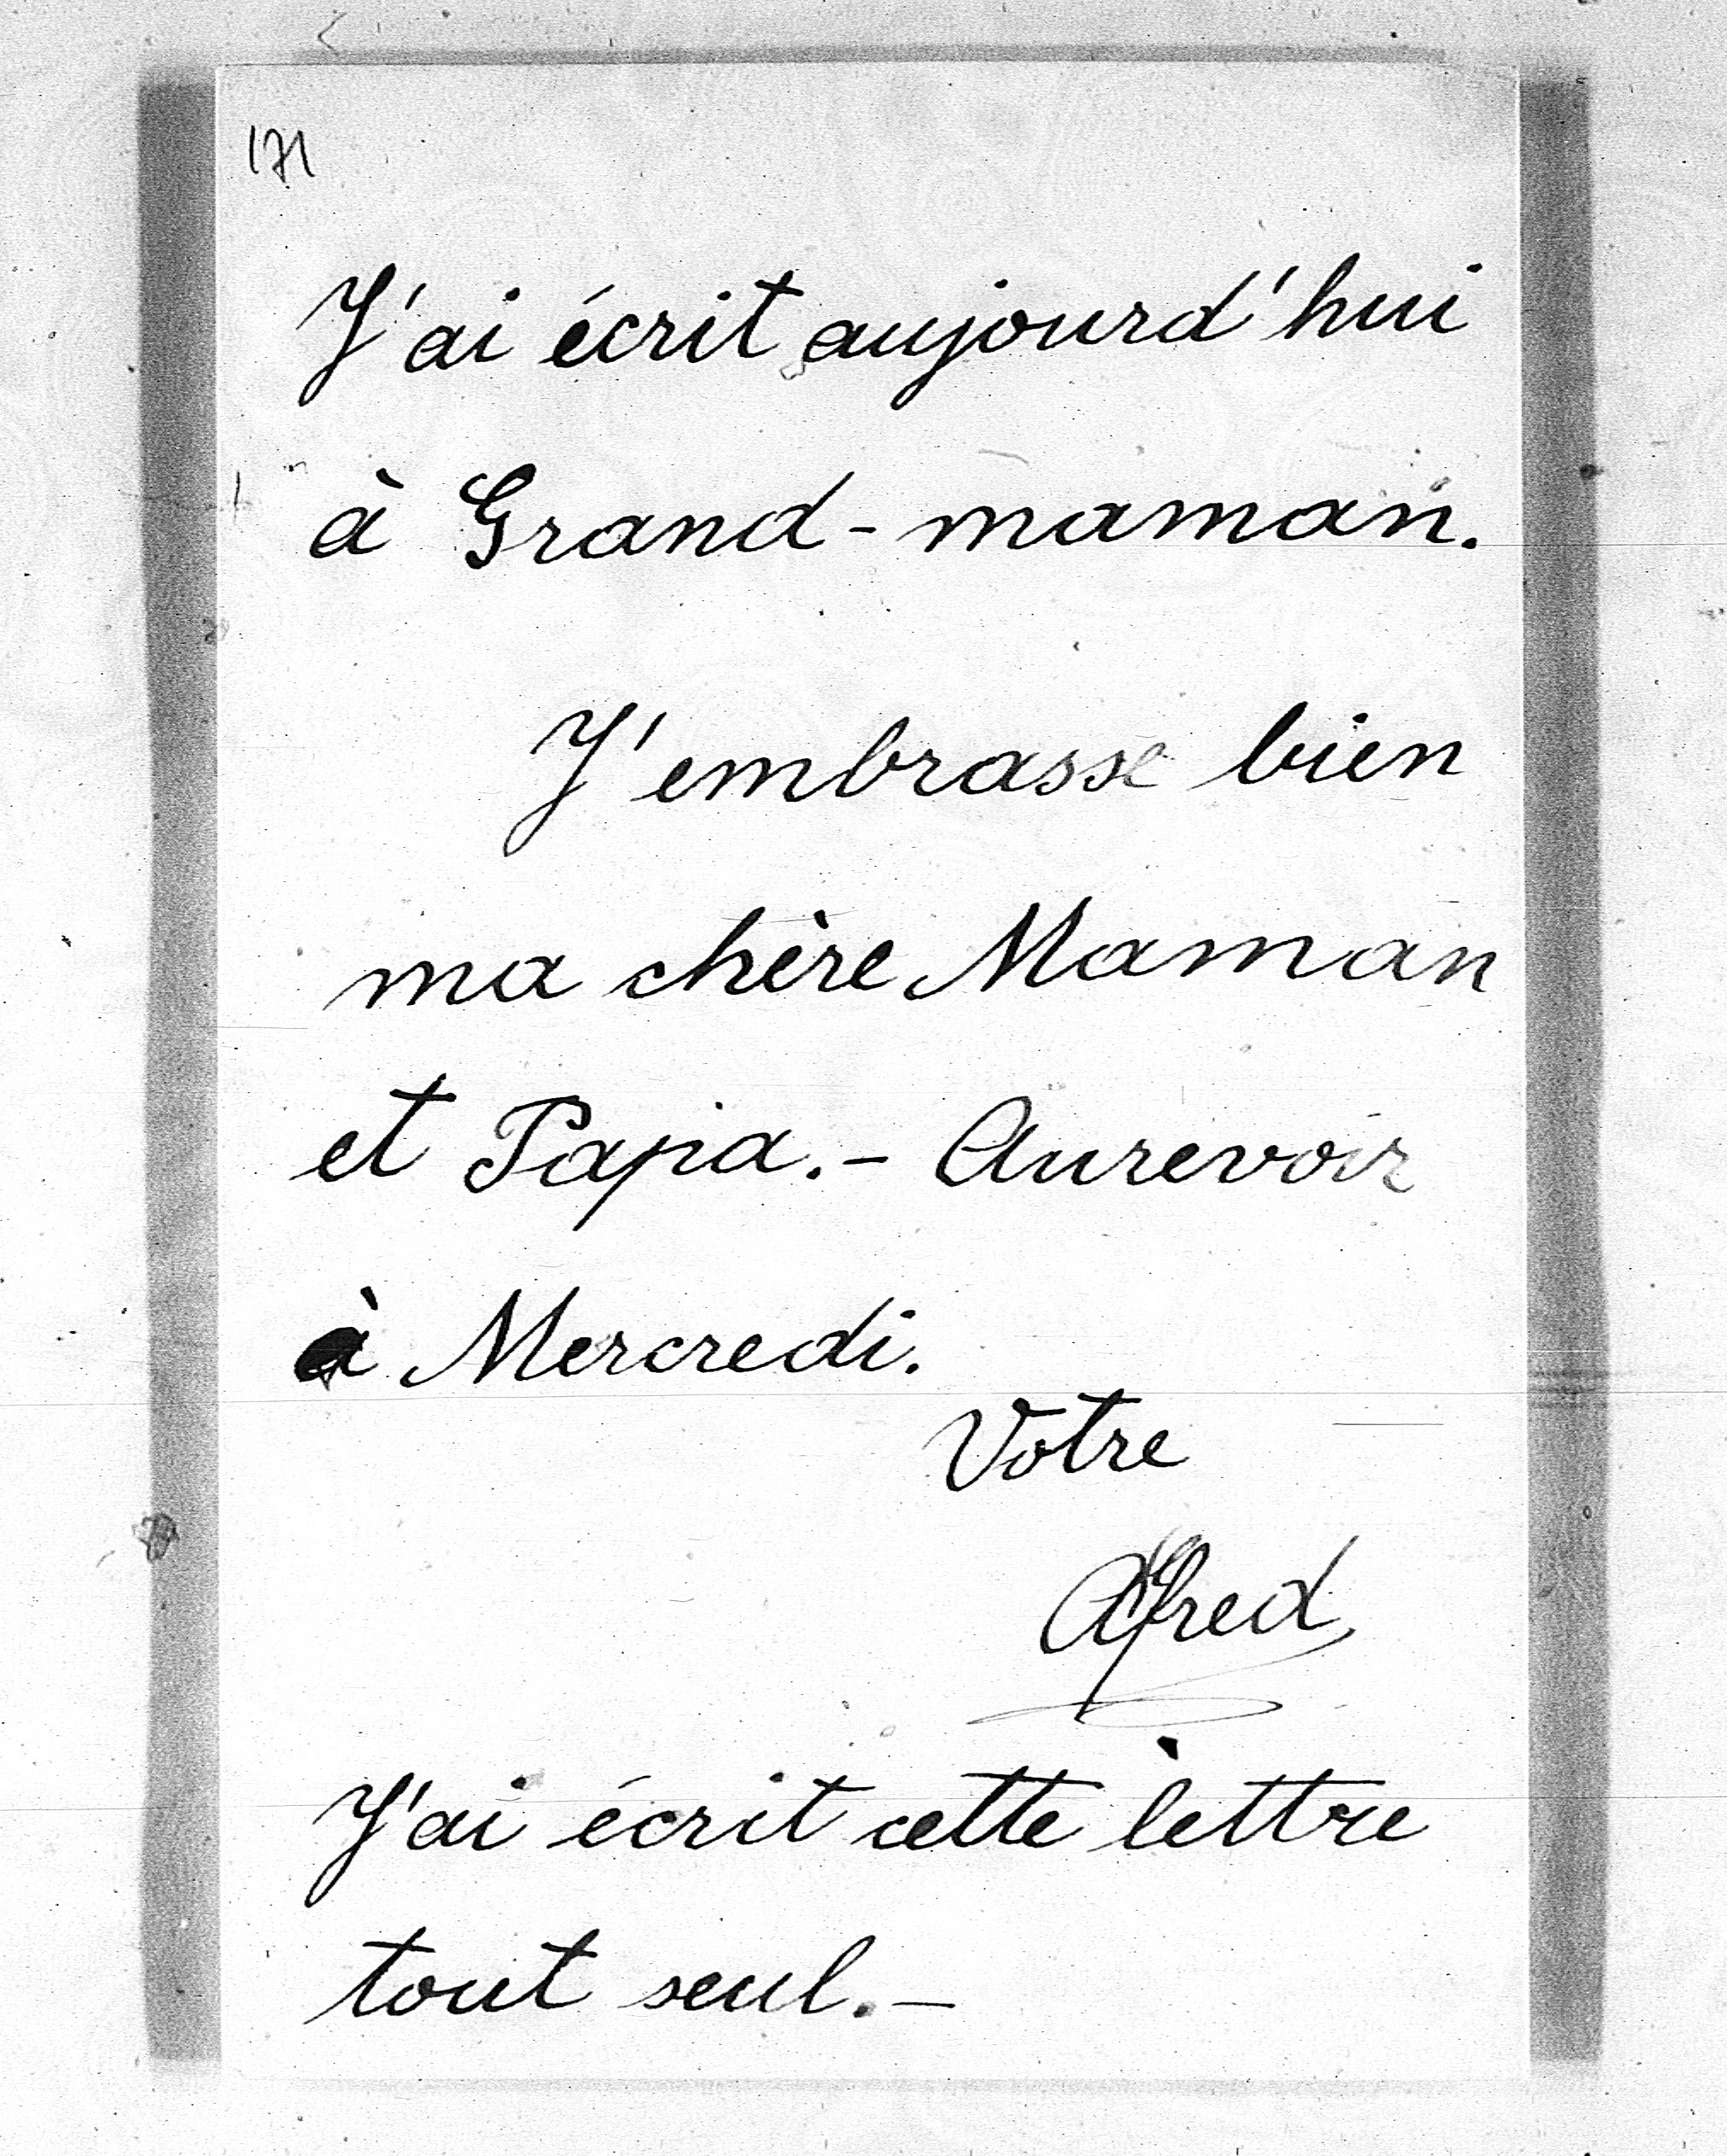 171
J'ai écrit aujourd'hui
à Grand-maman.
J'embrasse bien
ma chère Maman
et Papa.- Aurevoir
à Mercredi.
Votre
Alfred
J'ai écrit cette lettre
tout seul.-